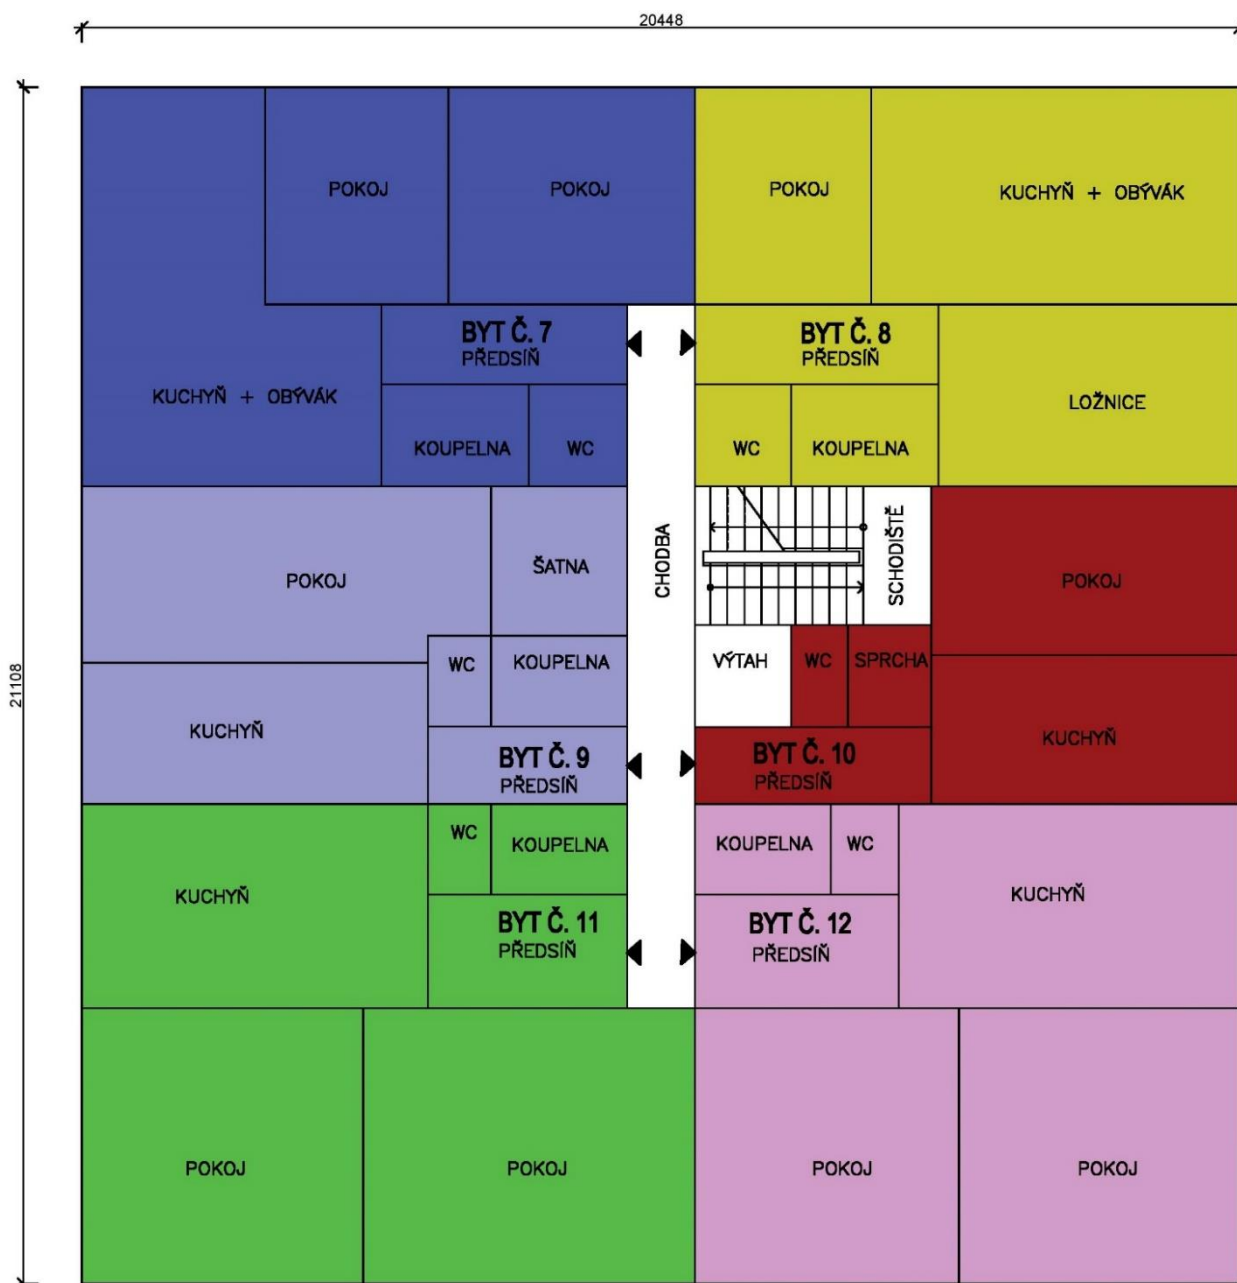 20448
21108
POKOJ
POKOJ
POKOJ
KUCHYŇ + OBÝVÁK
BYT Č. 7
PŘEDSÍŇ
BYT Č. 8
PŘEDSÍŇ
KUCHYŇ + OBÝVÁK
LOŽNICE
KOUPELNA
WC
WC
KOUPELNA
CHODBA
SCHODIŠTĚ
POKOJ
ŠATNA
POKOJ
WC
KOUPELNA
VÝTAH
WC
SPRCHA
KUCHYŇ
BYT Č. 9
PŘEDSÍŇ
BYT Č. 10
PŘEDSÍŇ
KUCHYŇ
WC
KOUPELNA
KOUPELNA
WC
KUCHYŇ
KUCHYŇ
BYT Č. 11
PŘEDSÍŇ
BYT Č. 12
PŘEDSÍŇ
POKOJ
POKOJ
POKOJ
POKOJ